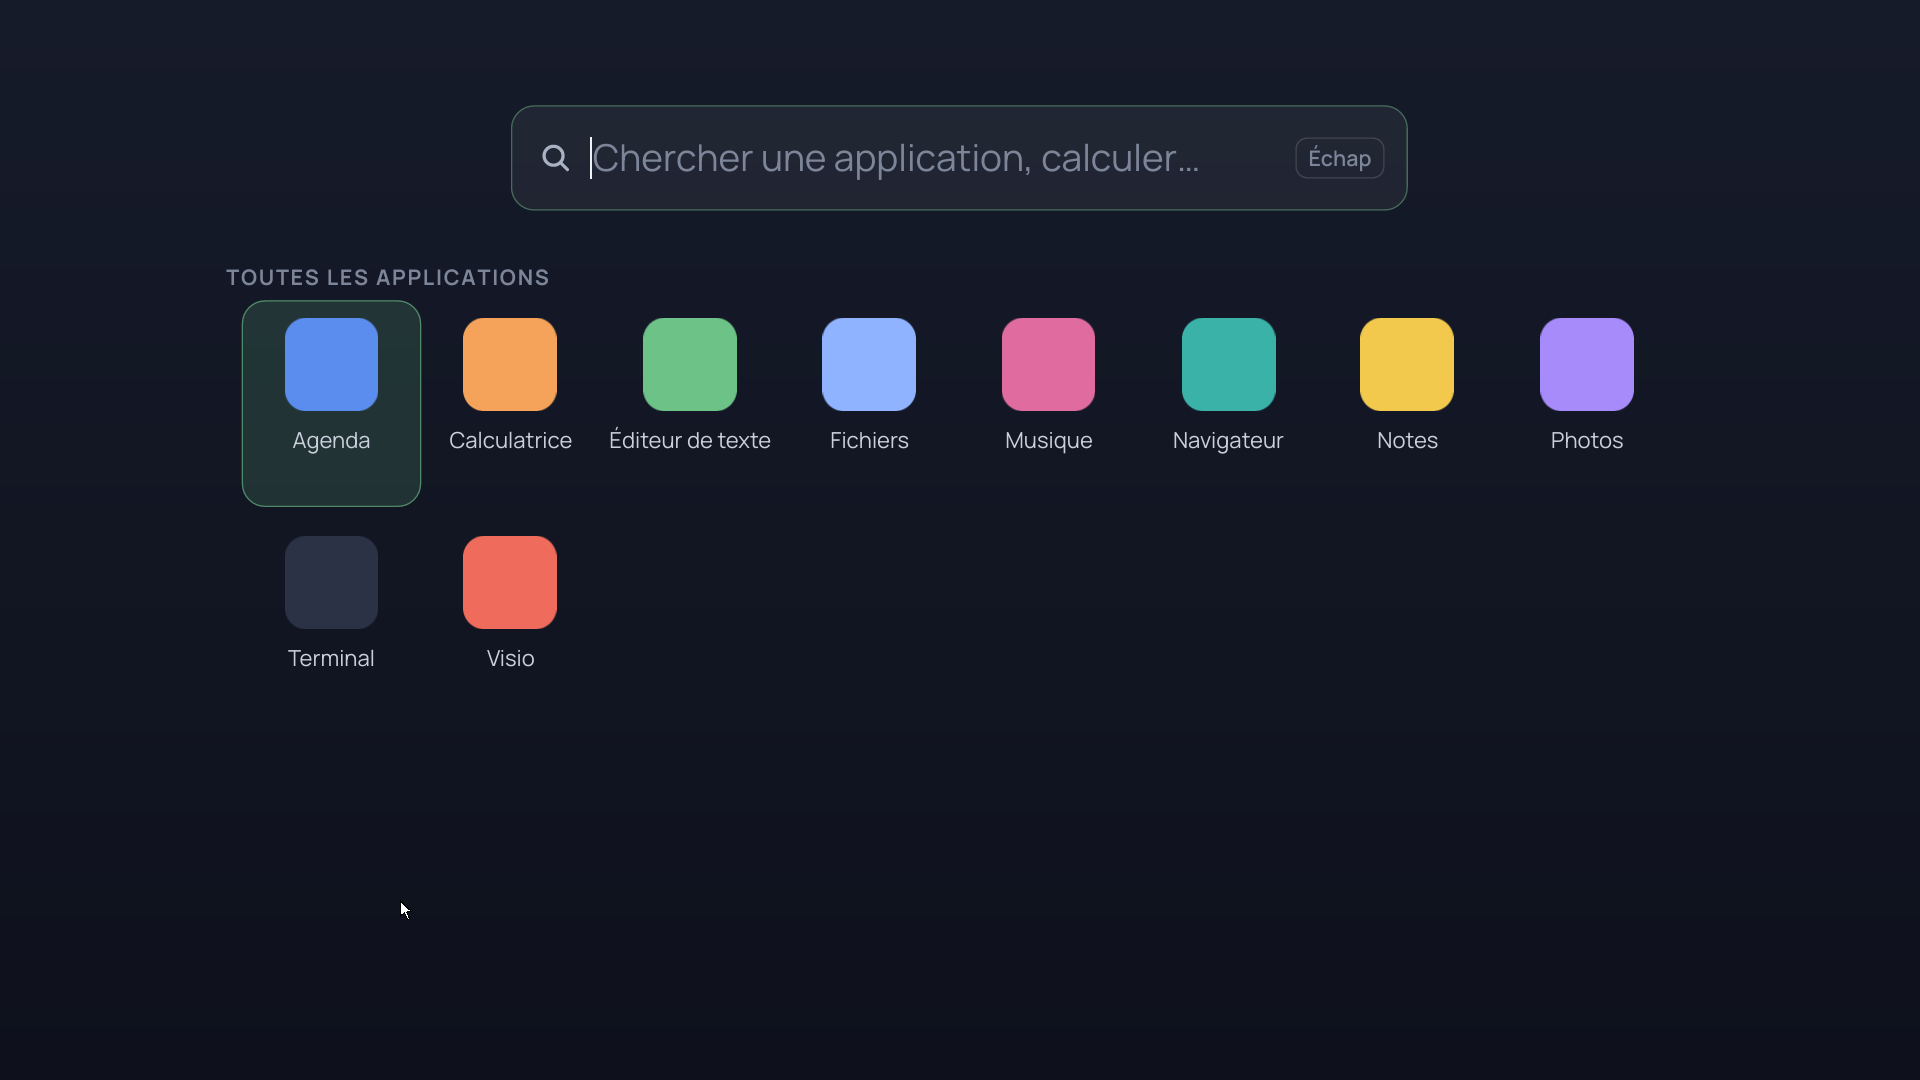 Chercher une application, calculer...
Échap
TOUTES LES APPLICATIONS
Agenda
Calculatrice
Éditeur de texte
Fichiers
Musique
Navigateur
Notes
Photos
Terminal
Visio